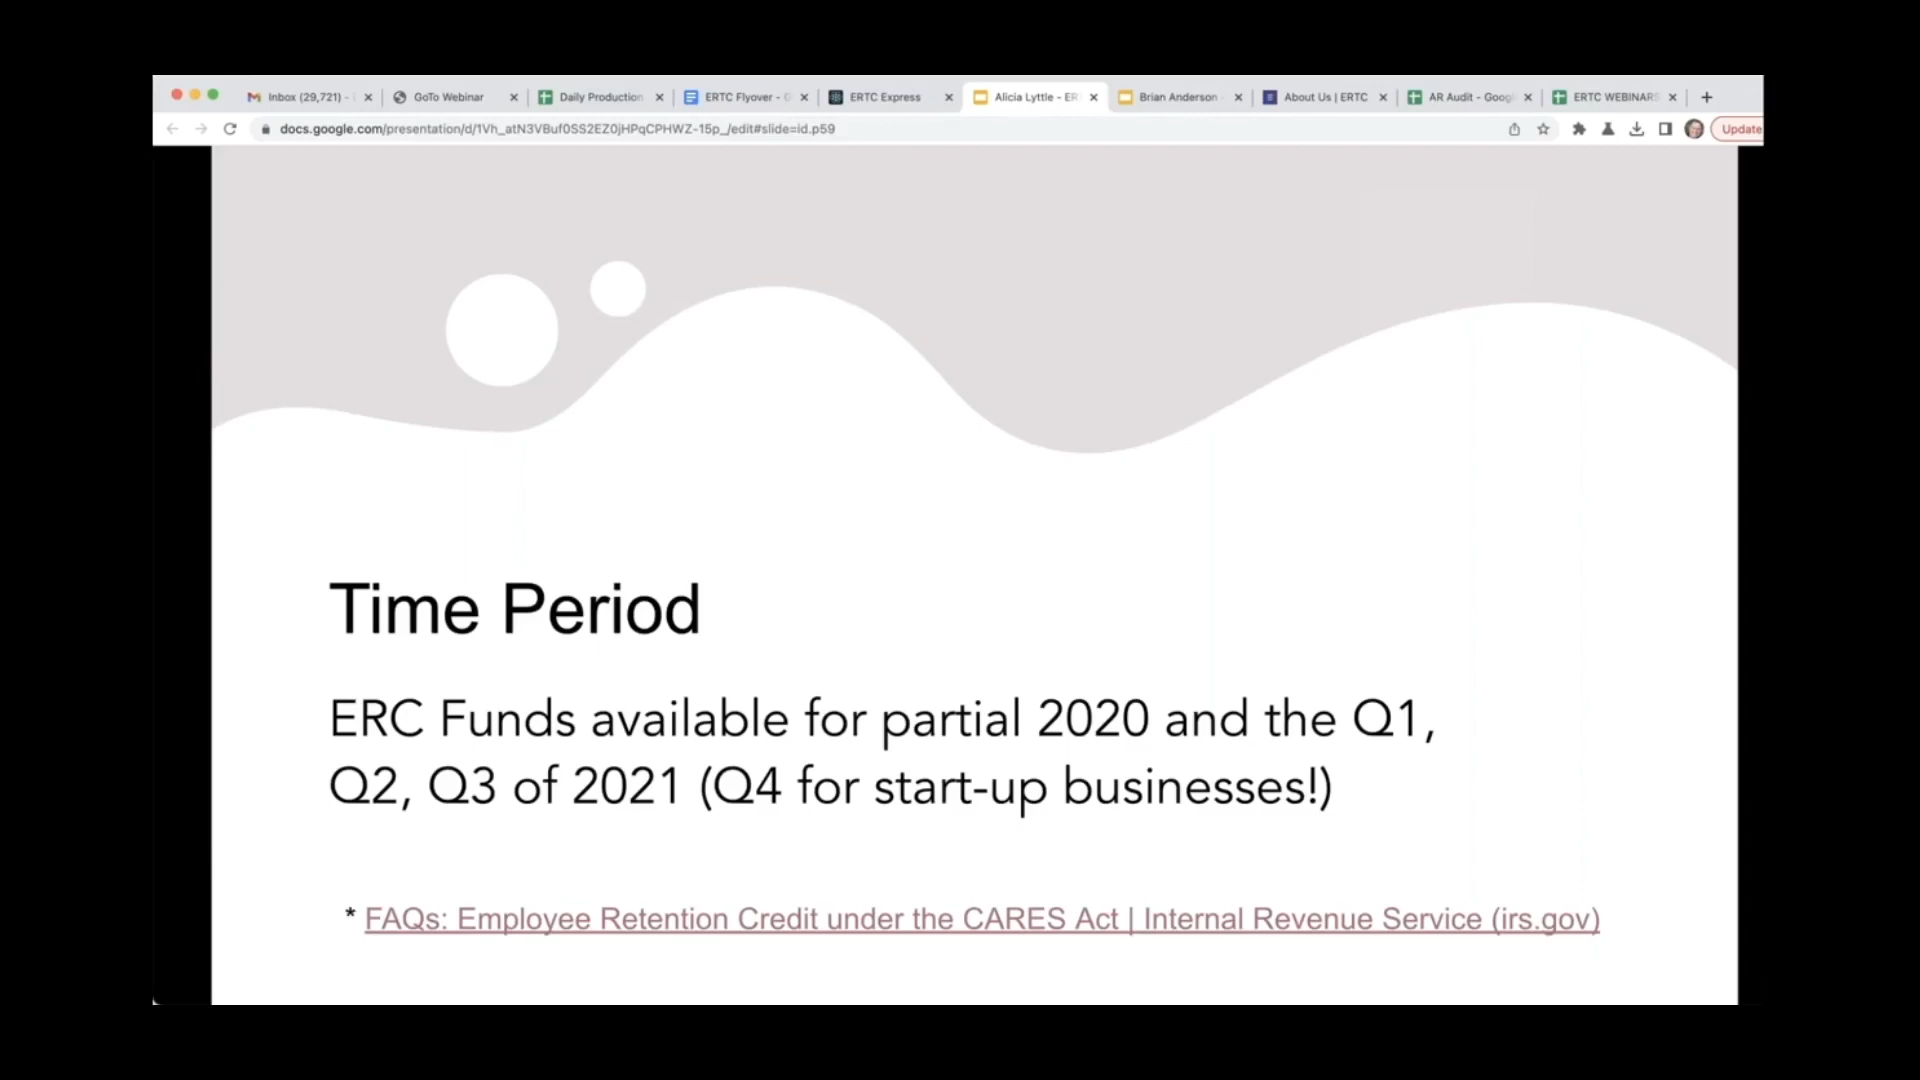 Inbox (29,721) -
GoTo Webinar
Daily Production
ERTC Flyover - G
ERTC Express
Alicia Lyttle - ER
Brian Anderson -
About Us | ERTC
AR Audit - Googl
ERTC WEBINARS
docs.google.com/presentation/d/1Vh_atN3VBuf0SS2EZ0jHPqCPHWZ-15p_/edit#slide=id.p59
Update
Time Period
ERC Funds available for partial 2020 and the Q1,
Q2, Q3 of 2021 (Q4 for start-up businesses!)
* FAQs: Employee Retention Credit under the CARES Act | Internal Revenue Service (irs.gov)